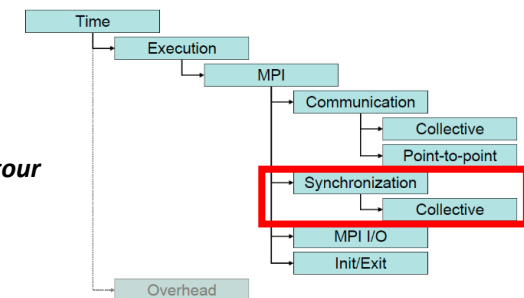 Time
Execution
MPI
Communication
Collective
Point-to-point
our
Synchronization
Collective
MPI I/O
Init/Exit
Overhead